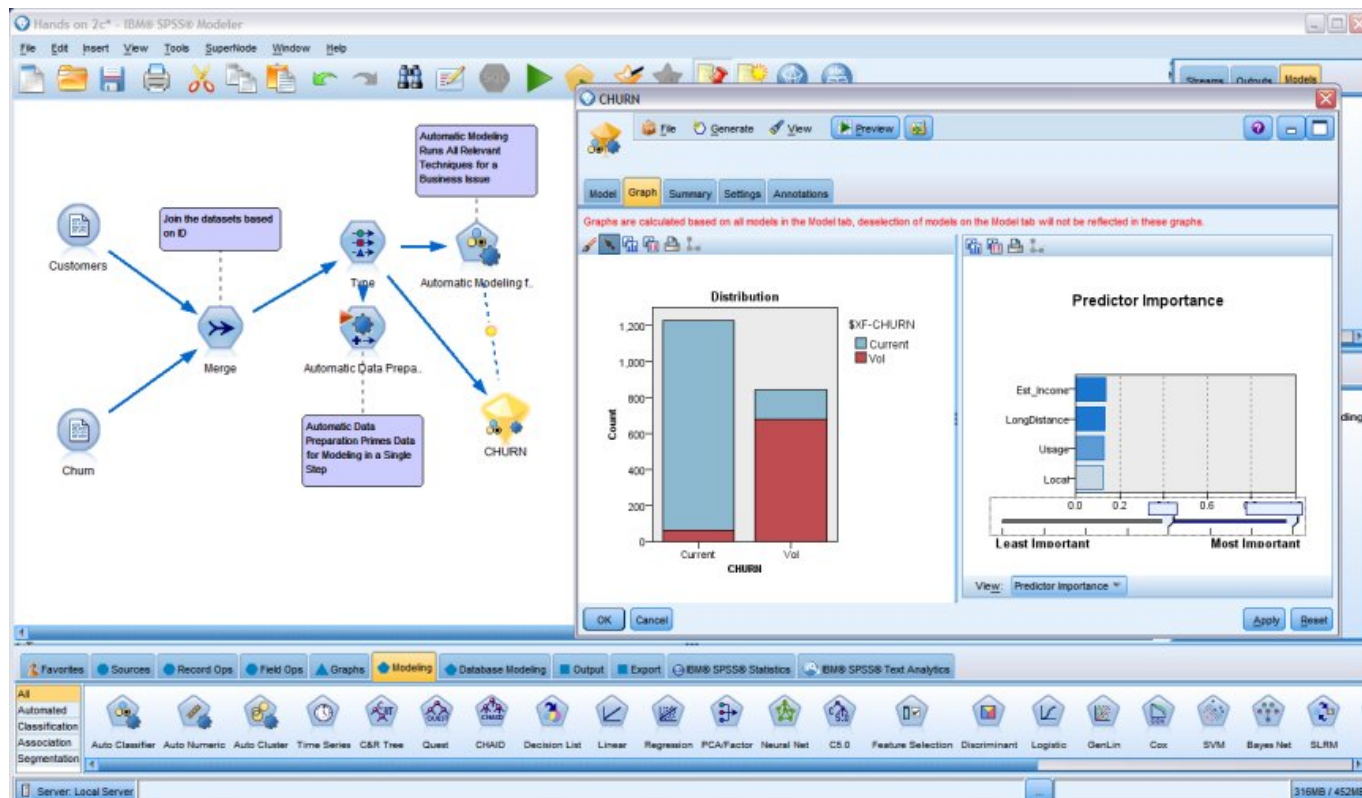 Hands on 2c* - IBM® SPSS® Modeler
File Edit Insert View Tools SuperNode Window Help
SQL
Streams Outputs Models
Automatic Modeling
Runs All Relevant
Techniques for a
Business Issue
Join the datasets based
on ID
Customers
Type
Automatic Modeling f..
Merge
Automatic Data Prepa..
Churn
Automatic Data
Preparation Primes Data
for Modeling in a Single
Step
CHURN
CHURN
File Generate View Preview
Model Graph Summary Settings Annotations
Graphs are calculated based on all models in the Model tab, deselection of models on the Model tab will not be reflected in these graphs.
Distribution
$XF-CHURN
Current
Vol
1,200
1,000
800
600
400
200
0
Count
Current Vol
CHURN
Predictor Importance
Est_Income
LongDistance
Usage
Local
0.0 0.2 0.6
Least Important Most Important
View: Predictor Importance
OK Cancel Apply Reset
Favorites Sources Record Ops Field Ops Graphs Modeling Database Modeling Output Export IBM® SPSS® Statistics IBM® SPSS® Text Analytics
All
Automated
Classification
Association
Segmentation
Auto Classifier Auto Numeric Auto Cluster Time Series C&R Tree Quest CHAID Decision List Linear Regression PCA/Factor Neural Net C5.0 Feature Selection Discriminant Logistic GenLin Cox SVM Bayes Net SLRM
Server: Local Server
... 316MB / 452MB